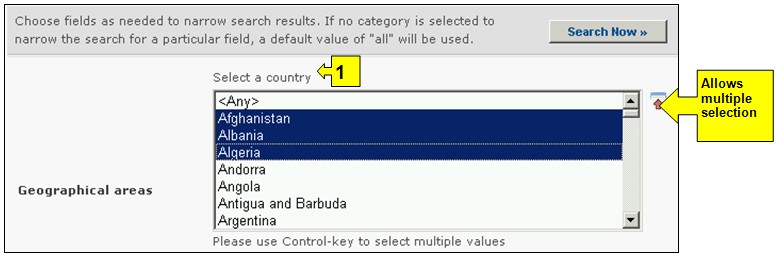 Choose fields as needed to narrow search results. If no category is selected to
narrow the search for a particular field, a default value of "all" will be used.
Search Now »
Select a country
1
<Any>
Afghanistan
Albania
Algeria
Andorra
Angola
Antigua and Barbuda
Argentina
Allows
multiple
selection
Geographical areas
Please use Control-key to select multiple values